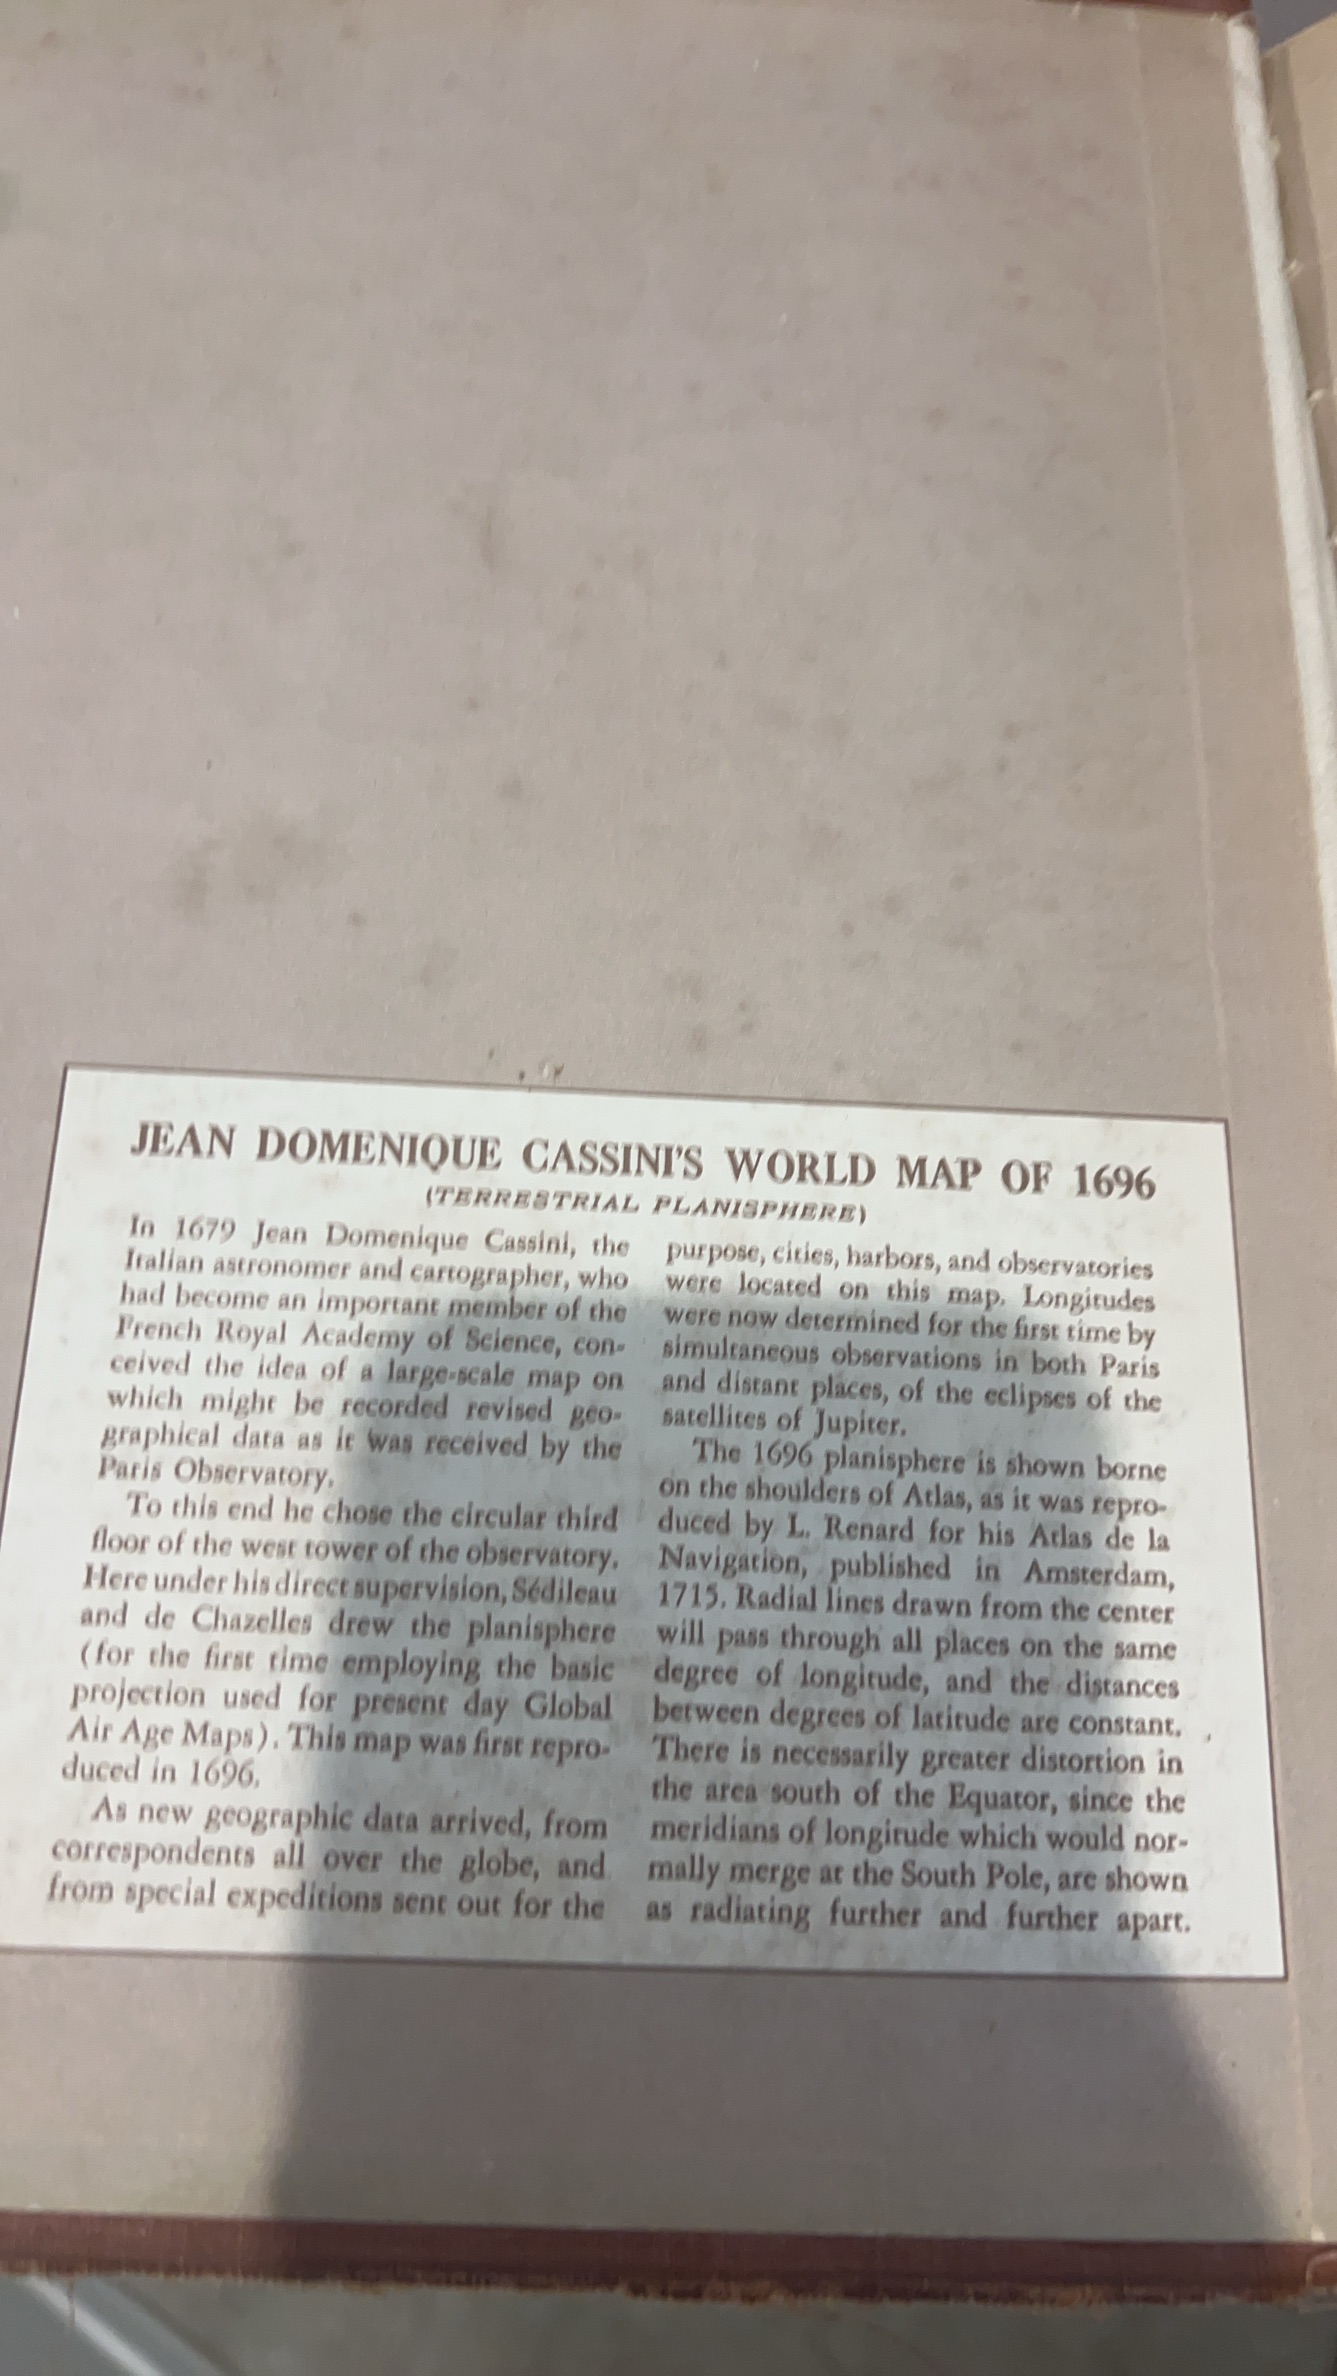 JEAN DOMENIQUE CASSINI'S WORLD MAP OF 1696
(TERRESTRIAL PLANISPHERE)
In 1679 Jean Domenique Cassini, the
Italian astronomer and cartographer, who
had become an important member of the
French Royal Academy of Science, con-
ceived the idea of a large-scale map on
which might be recorded revised geo-
graphical data as it was received by the
Paris Observatory.
To this end he chose the circular third
floor of the west tower of the observatory.
Here under his direct supervision, Sédileau
and de Chazelles drew the planisphere
(for the first time employing the basic
projection used for present day Global
Air Age Maps). This map was first repro-
duced in 1696.
As new geographic data arrived, from
correspondents all over the globe, and
from special expeditions sent out for the
purpose, cities, harbors, and observatories
were located on this map. Longitudes
were now determined for the first time by
simultaneous observations in both Paris
and distant places, of the eclipses of the
satellites of Jupiter.
The 1696 planisphere is shown borne
on the shoulders of Atlas, as it was repro-
duced by L. Renard for his Atlas de la
Navigation, published in Amsterdam,
1715. Radial lines drawn from the center
will pass through all places on the same
degree of longitude, and the distances
between degrees of latitude are constant.
There is necessarily greater distortion in
the area south of the Equator, since the
meridians of longitude which would nor-
mally merge at the South Pole, are shown
as radiating further and further apart.